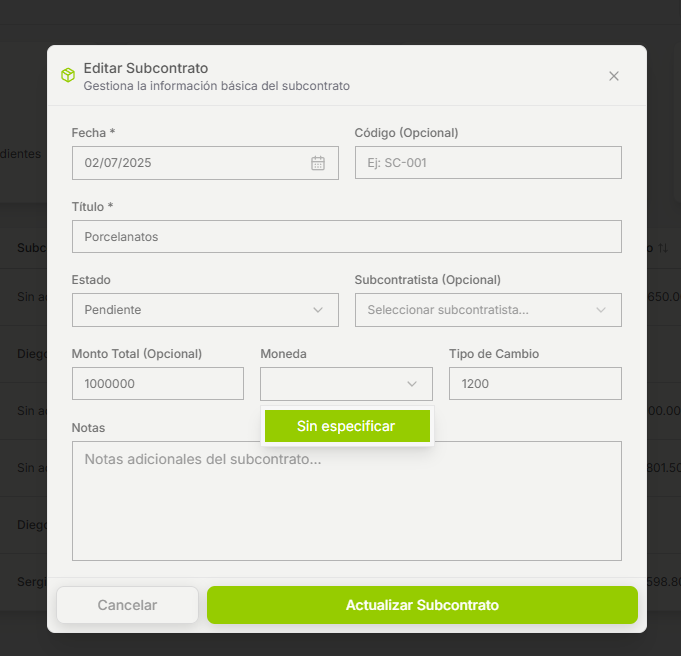 Editar Subcontrato
Gestiona la información básica del subcontrato
Fecha *
Código (Opcional)
02/07/2025
Ej: SC-001
Título *
Porcelanatos
Estado
Subcontratista (Opcional)
Pendiente
Seleccionar subcontratista...
Monto Total (Opcional)
Moneda
Tipo de Cambio
1000000
1200
Sin especificar
Notas
Notas adicionales del subcontrato...
Cancelar
Actualizar Subcontrato
dientes
Subc
Sin a
Dieg
Sin a
Sin a
Dieg
Sergi
650.0
00.00
801.50
598.80